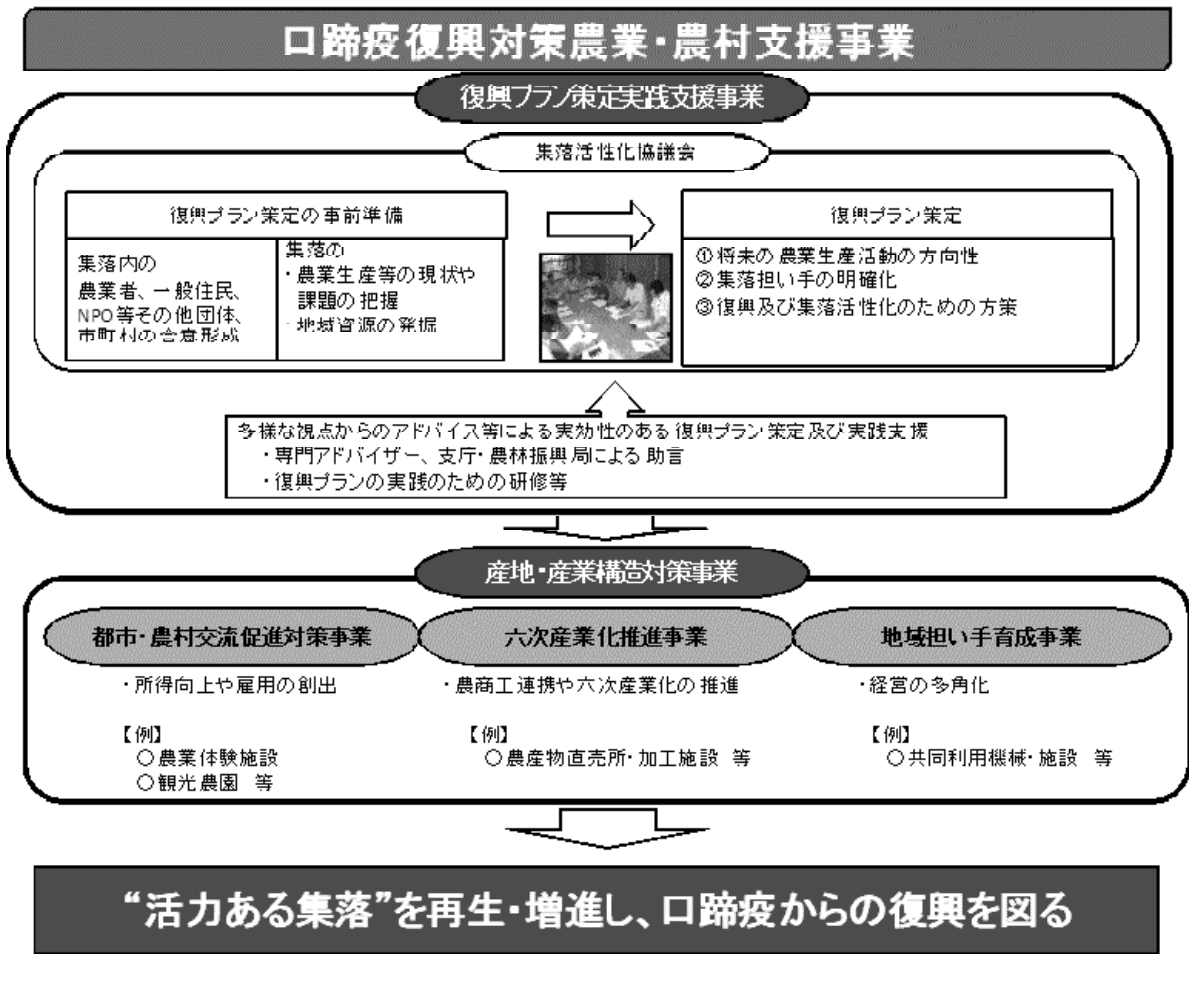 口蹄疫復興対策農業・農村支援事業
復興プラン策定実践支援事業
集落活性化協議会
復興プラン策定の事前準備
集落内の
農業者、一般住民、
NPO等その他団体、
市町村の合意形成
集落の
・農業生産等の現状や
課題の把握
・地域資源の発掘
復興プラン策定
①将来の農業生産活動の方向性
②集落担い手の明確化
③復興及び集落活性化のための方策
多様な視点からのアドバイス等による実効性のある復興プラン策定及び実践支援
・専門アドバイザー、支庁・農林振興局による助言
・復興プランの実践のための研修等
産地・産業構造対策事業
都市・農村交流促進対策事業
・所得向上や雇用の創出
【例】
○農業体験施設
○観光農園 等
六次産業化推進事業
・農商工連携や六次産業化の推進
【例】
○農産物直売所・加工施設 等
地域担い手育成事業
・経営の多角化
【例】
○共同利用機械・施設 等
“活力ある集落”を再生・増進し、口蹄疫からの復興を図る